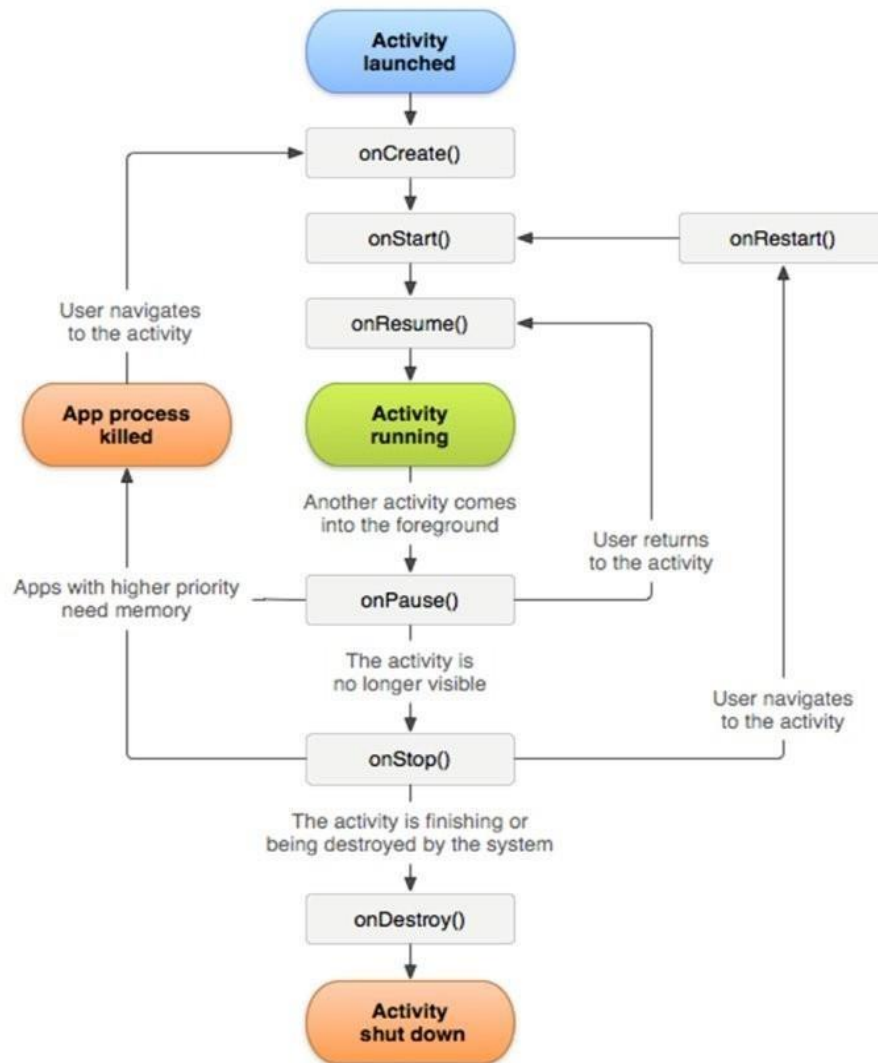 Activity
launched
onCreate()
onStart()
onRestart()
onResume()
User navigates
to the activity
App process
killed
Activity
running
Another activity comes
into the foreground
User returns
to the activity
Apps with higher priority
need memory
onPause()
The activity is
no longer visible
User navigates
to the activity
onStop()
The activity is finishing or
being destroyed by the system
onDestroy()
Activity
shut down